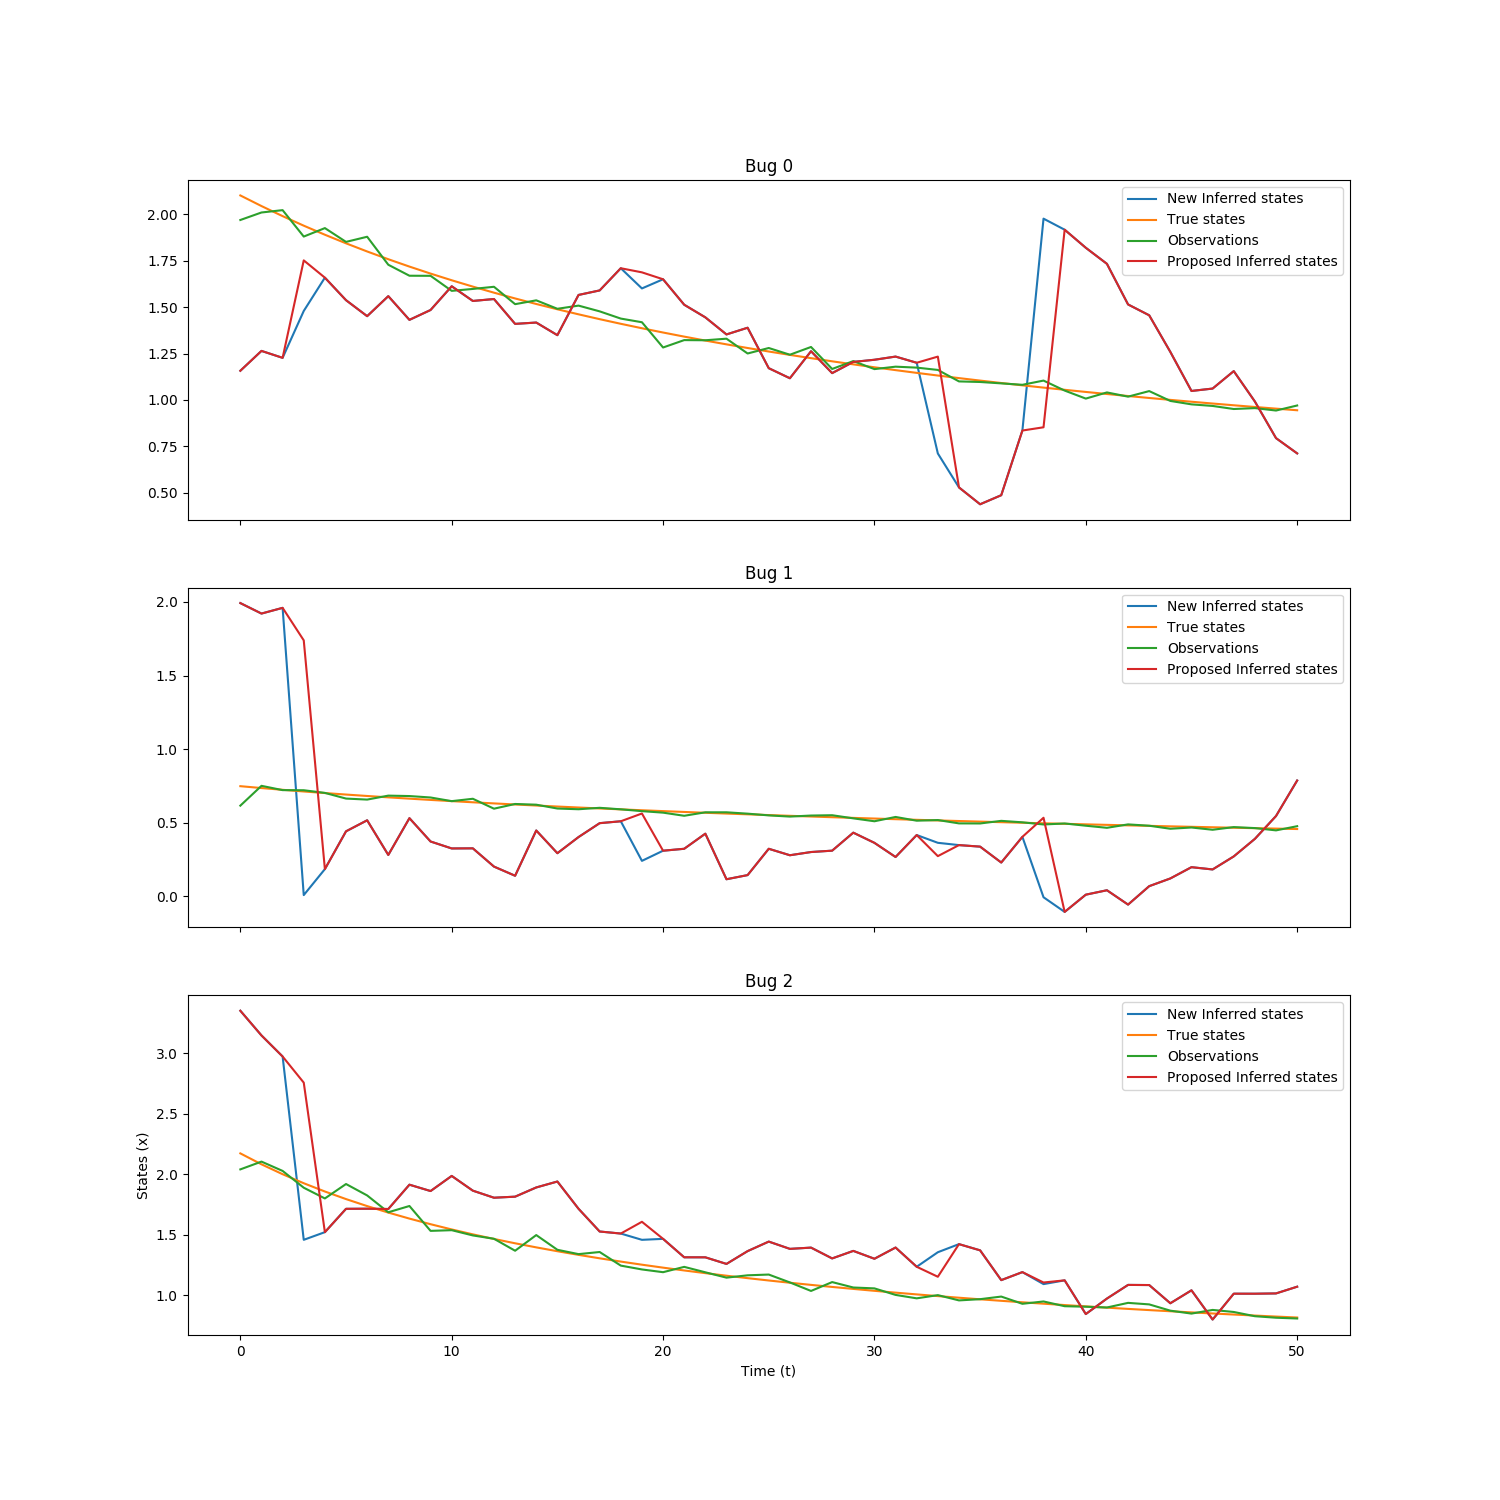 Bug 0
2.00
1.75
1.50
1.25
1.00
0.75
0.50
New Inferred states
True states
Observations
Proposed Inferred states
Bug 1
2.0
1.5
1.0
0.5
0.0
New Inferred states
True states
Observations
Proposed Inferred states
Bug 2
States (x)
3.0
2.5
2.0
1.5
1.0
New Inferred states
True states
Observations
Proposed Inferred states
0 10 20 30 40 50
Time (t)